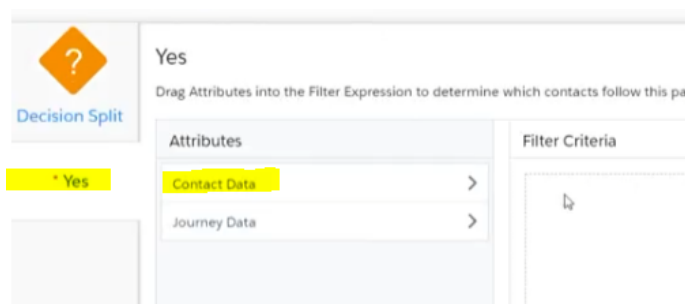 ?
Yes
Drag Attributes into the Filter Expression to determine which contacts follow this pa
Decision Split
Attributes
Filter Criteria
* Yes
Contact Data
Journey Data